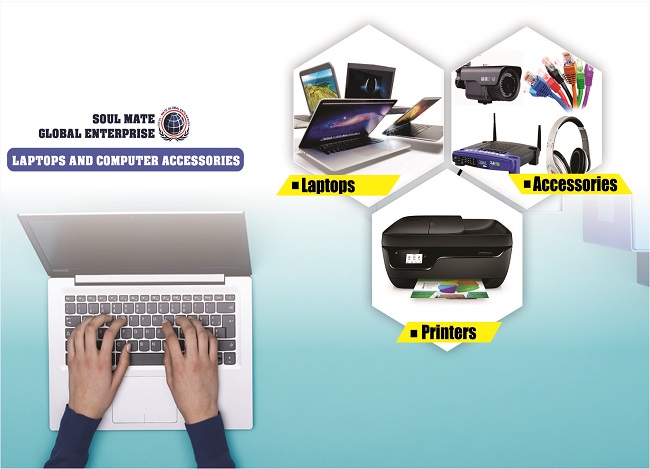 SOUL MATE
GLOBAL ENTERPRISE
LAPTOPS AND COMPUTER ACCESSORIES
Laptops
Accessories
Printers